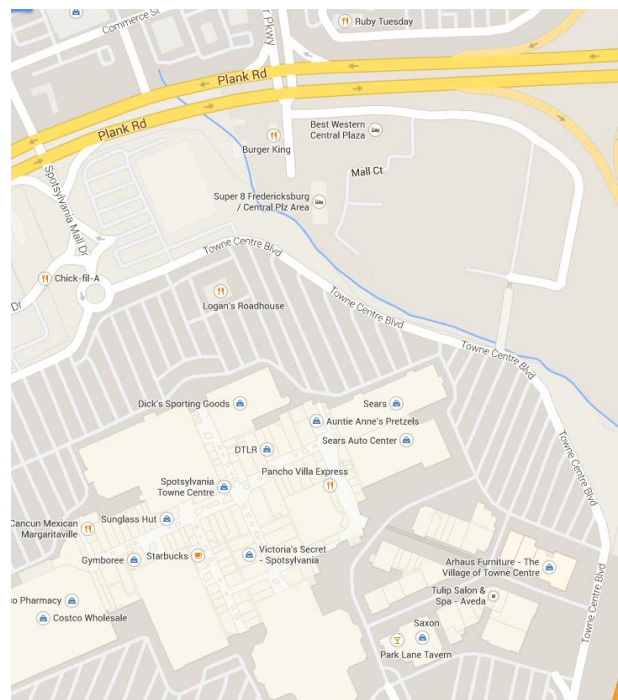 Commerce St
r Pkwy
Ruby Tuesday
Plank Rd
Plank Rd
Burger King
Best Western
Central Plaza
Mall Ct
Spotsylvania Mall Dr
Super 8 Fredericksburg
/ Central Plz Area
Towne Centre Blvd
Chick-fil-A
Dr
Logan's Roadhouse
Towne Centre Blvd
Towne Centre Blvd
Dick's Sporting Goods
Sears
Auntie Anne's Pretzels
DTLR
Sears Auto Center
Towne Centre Blvd
Pancho Villa Express
Spotsylvania
Towne Centre
Sunglass Hut
Cancun Mexican
Margaritaville
Gymboree
Starbucks
Victoria's Secret
- Spotsylvania
Arhaus Furniture - The
Village of Towne Centre
Towne Centre Blvd
Tulip Salon &
Spa - Aveda
co Pharmacy
Costco Wholesale
Saxon
Park Lane Tavern